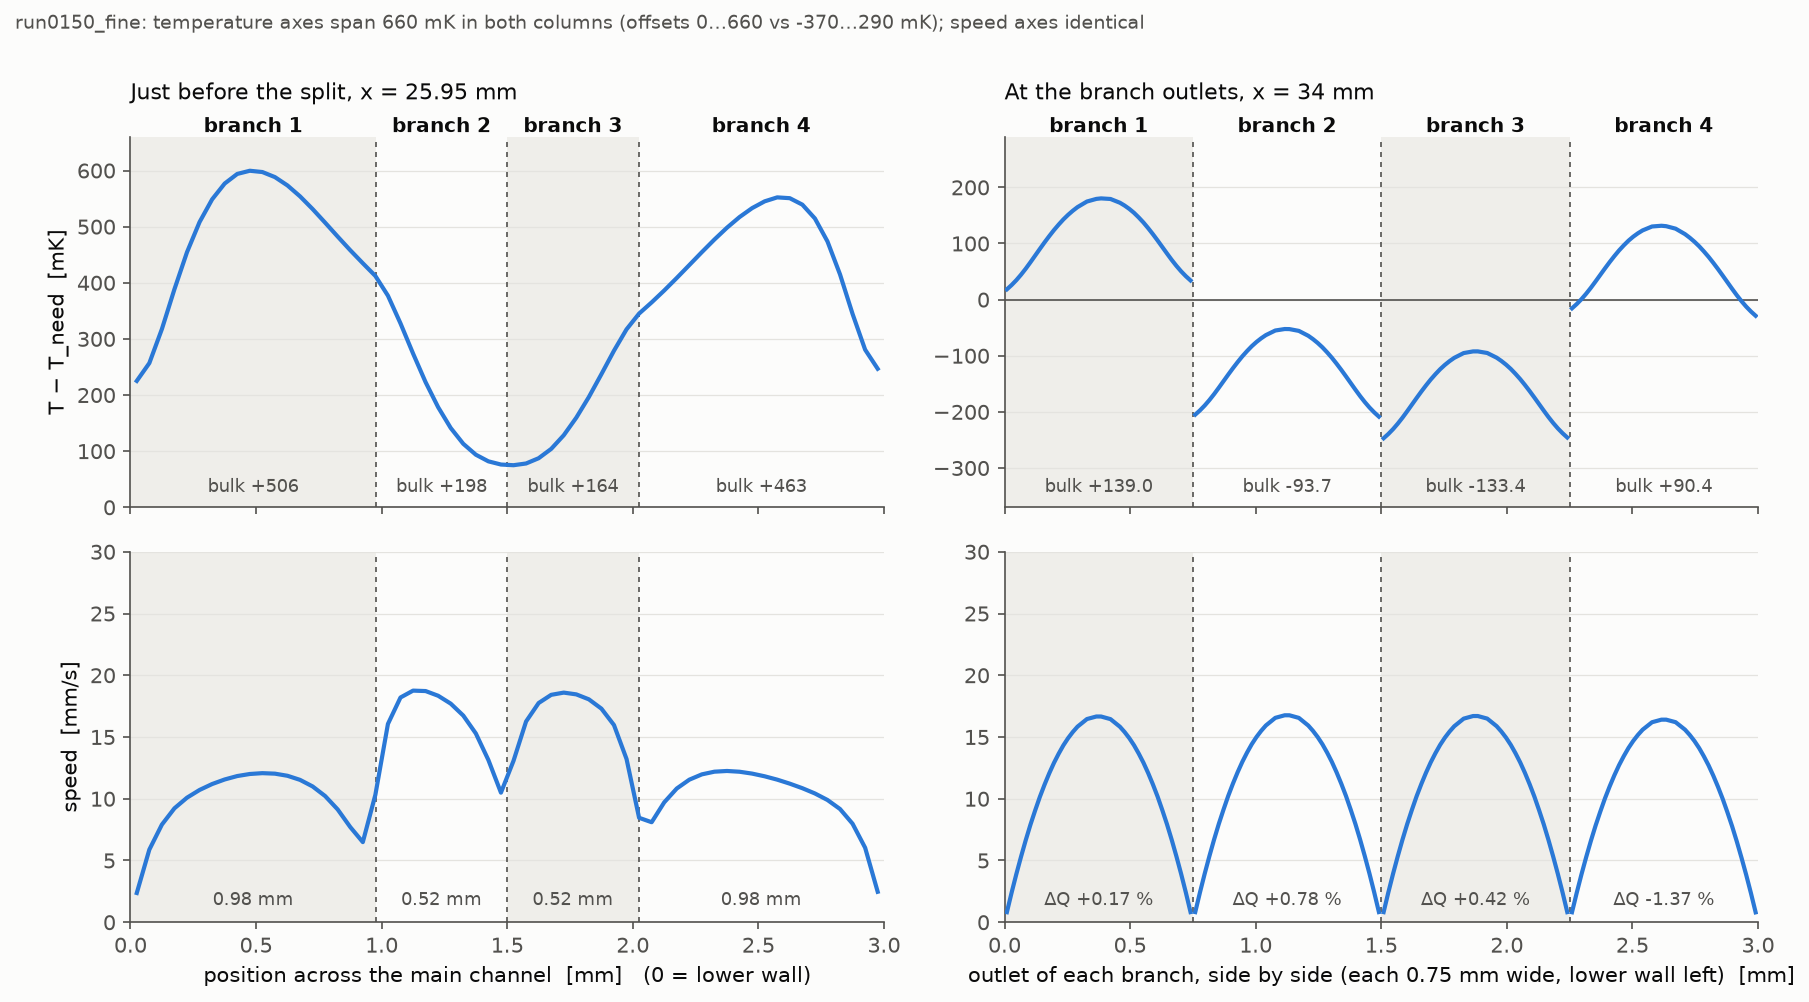 run0150_fine: temperature axes span 660 mK in both columns (offsets 0…660 vs -370…290 mK); speed axes identical
Just before the split, x = 25.95 mm
branch 1 branch 2 branch 3 branch 4
T − T_need [mK]
600
500
400
300
200
100
0
bulk +506 bulk +198 bulk +164 bulk +463
At the branch outlets, x = 34 mm
branch 1 branch 2 branch 3 branch 4
200
100
0
−100
−200
−300
bulk +139.0 bulk -93.7 bulk -133.4 bulk +90.4
speed [mm/s]
30
25
20
15
10
5
0
0.98 mm 0.52 mm 0.52 mm 0.98 mm
0.0 0.5 1.0 1.5 2.0 2.5 3.0
position across the main channel [mm] (0 = lower wall)
30
25
20
15
10
5
0
ΔQ +0.17 % ΔQ +0.78 % ΔQ +0.42 % ΔQ -1.37 %
0.0 0.5 1.0 1.5 2.0 2.5 3.0
outlet of each branch, side by side (each 0.75 mm wide, lower wall left) [mm]